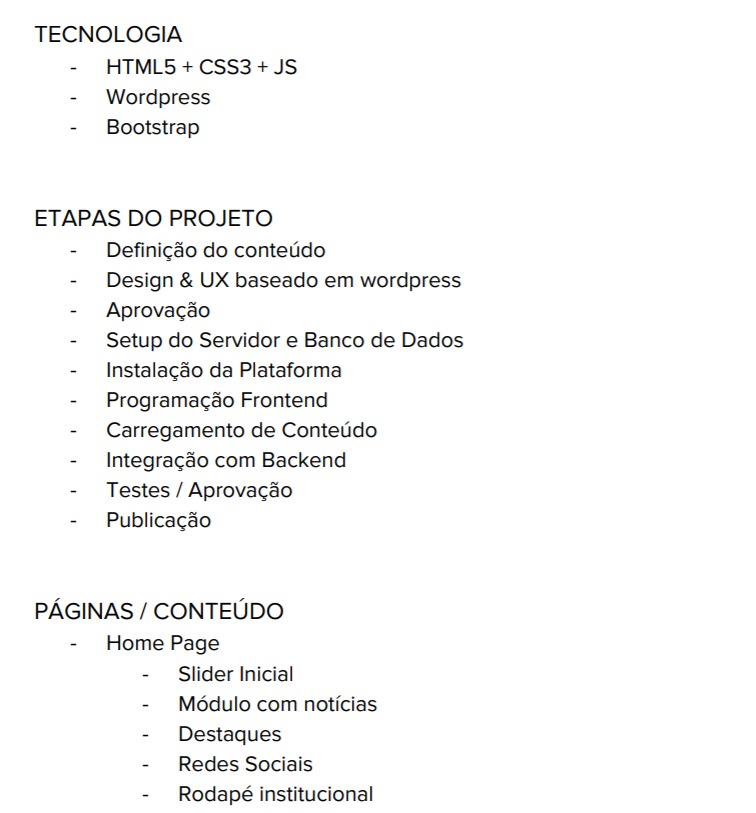 TECNOLOGIA
- HTML5 + CSS3 + JS
- Wordpress
- Bootstrap
ETAPAS DO PROJETO
- Definição do conteúdo
- Design & UX baseado em wordpress
- Aprovação
- Setup do Servidor e Banco de Dados
- Instalação da Plataforma
- Programação Frontend
- Carregamento de Conteúdo
- Integração com Backend
- Testes / Aprovação
- Publicação
PÁGINAS / CONTEÚDO
- Home Page
- Slider Inicial
- Módulo com notícias
- Destaques
- Redes Sociais
- Rodapé institucional